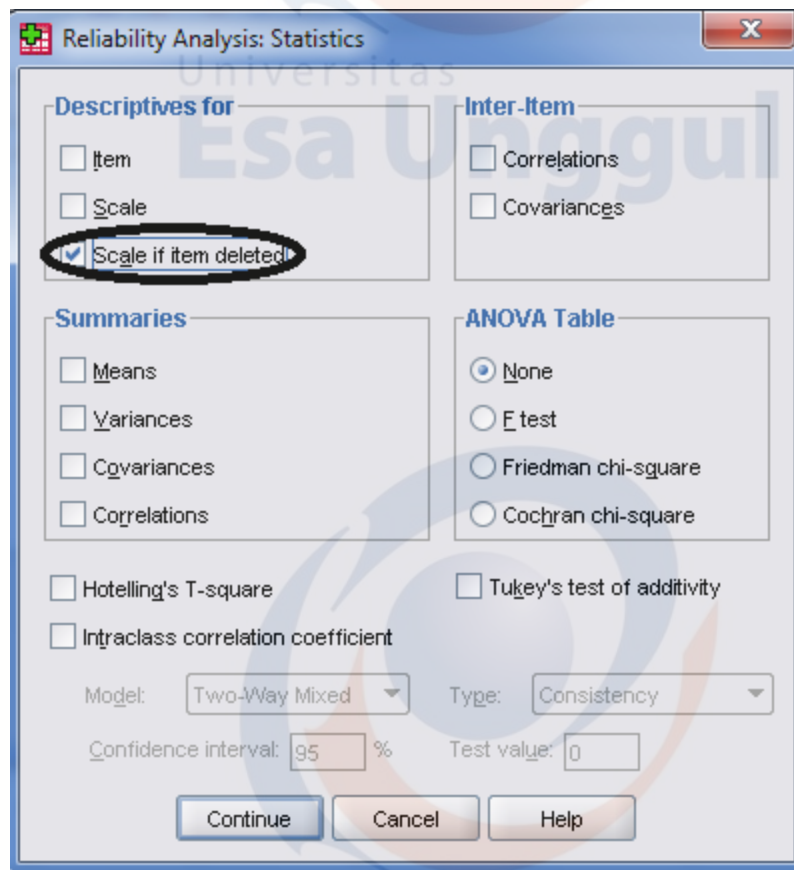 Reliability Analysis: Statistics
Universitas
Esa Unggul
Descriptives for
Item
Scale
Scale if item deleted
Inter-Item
Correlations
Covariances
Summaries
Means
Variances
Covariances
Correlations
ANOVA Table
None
F test
Friedman chi-square
Cochran chi-square
Hotelling's T-square
Tukey's test of additivity
Intraclass correlation coefficient
Model: Two-Way Mixed Type: Consistency
Confidence interval: 95 % Test value: 0
Continue Cancel Help